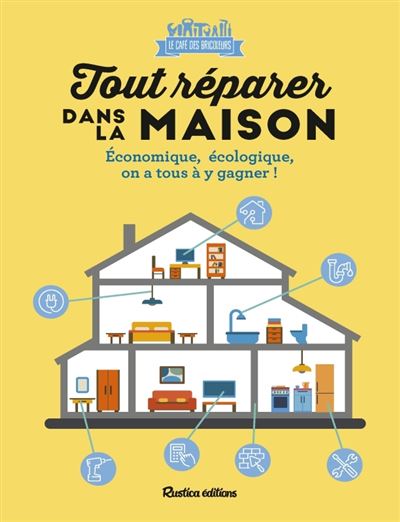 LE CAFÉ DES BRICOLEURS
Tout réparer
DANS LA MAISON
Économique, écologique,
on a tous à y gagner !
Rustica éditions